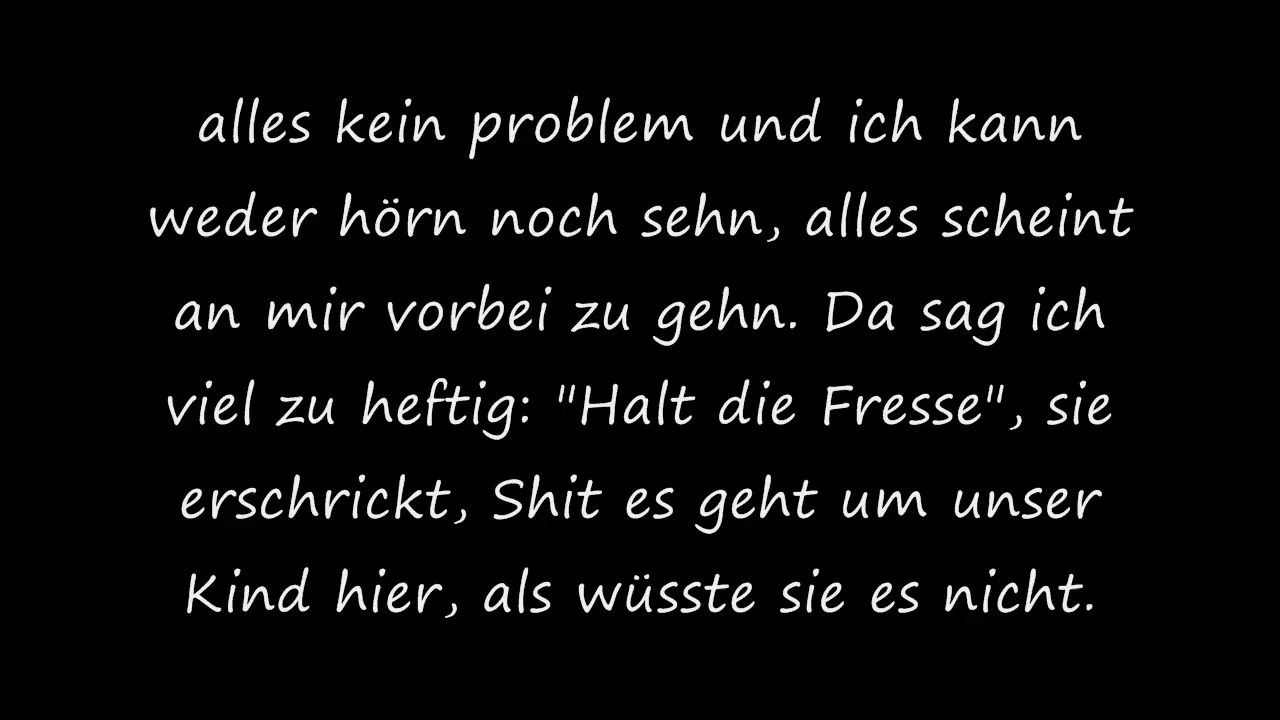 alles kein problem und ich kann
weder hörn noch sehn, alles scheint
an mir vorbei zu gehn. Da sag ich
viel zu heftig: "Halt die Fresse", sie
erschrickt, Shit es geht um unser
Kind hier, als wüsste sie es nicht.